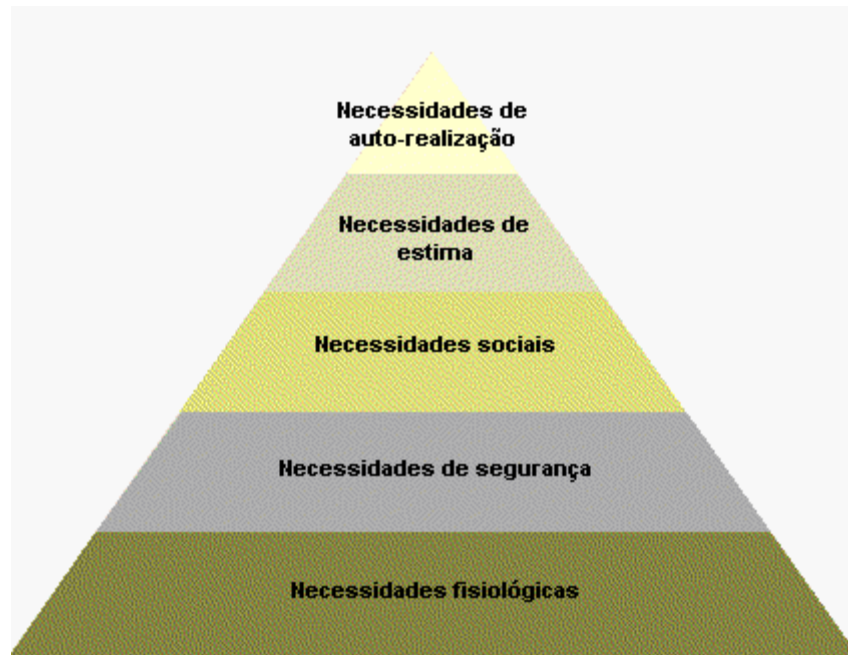 Necessidades de
auto-realização
Necessidades de
estima
Necessidades sociais
Necessidades de segurança
Necessidades fisiológicas